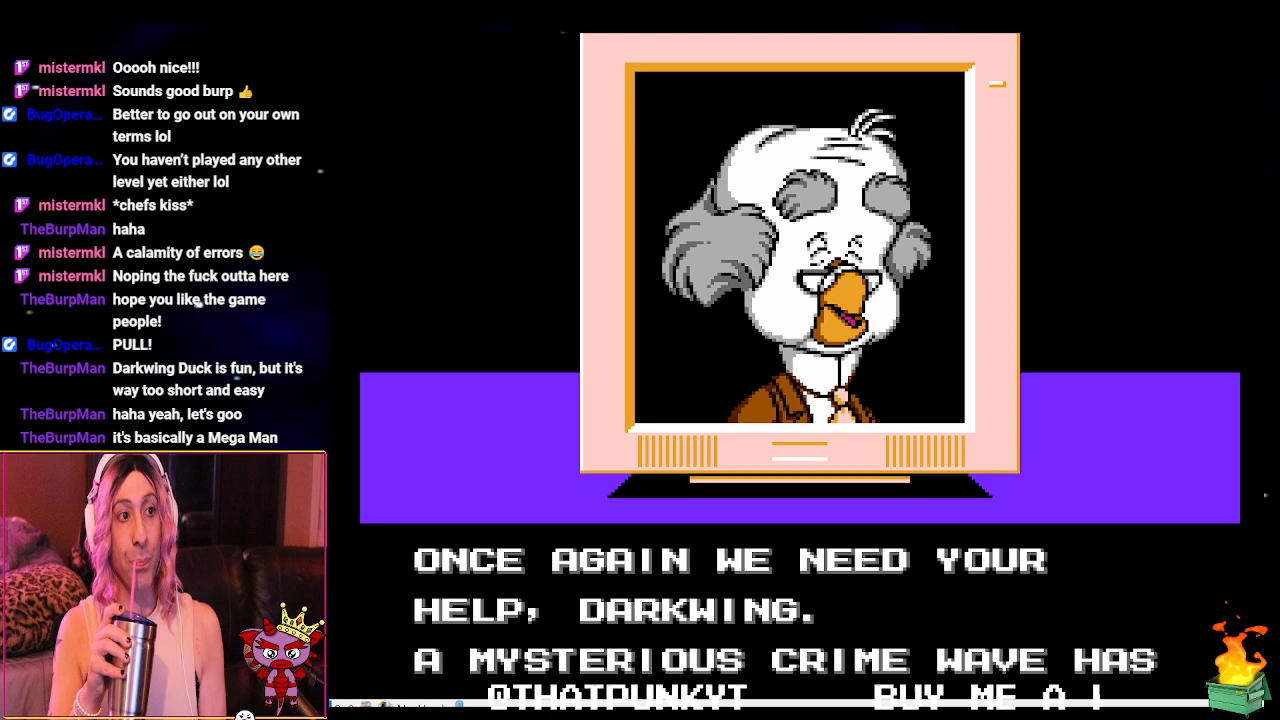 mistermkl Ooooh nice!!!
mistermkl Sounds good burp 👍
BugOpera... Better to go out on your own
terms lol
BugOpera... You haven't played any other
level yet either lol
mistermkl *chefs kiss*
TheBurpMan haha
mistermkl A calamity of errors 😂
mistermkl Noping the fuck outta here
TheBurpMan hope you like the game
people!
BugOpera... PULL!
TheBurpMan Darkwing Duck is fun, but it's
way too short and easy
TheBurpMan haha yeah, let's goo
TheBurpMan it's basically a Mega Man
ONCE AGAIN WE NEED YOUR
HELP, DARKWING.
A MYSTERIOUS CRIME WAVE HAS
@THATPUNKYT BUY ME A